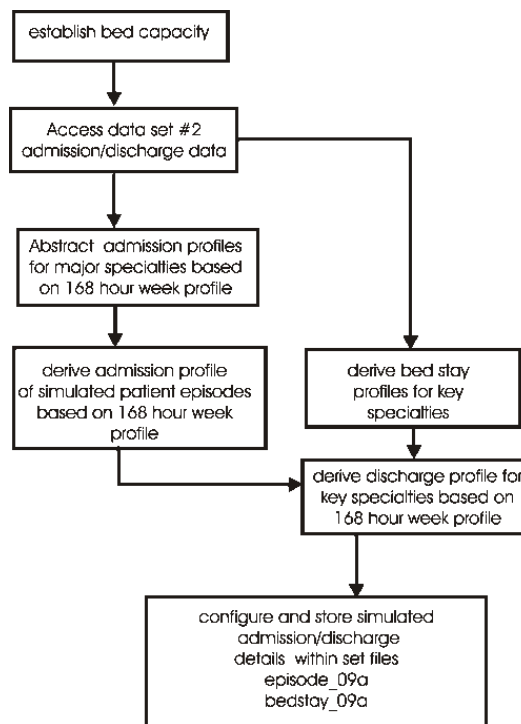 establish bed capacity
Access data set #2
admission/discharge data
Abstract admission profiles
for major specialties based
on 168 hour week profile
derive admission profile
of simulated patient episodes
based on 168 hour week
profile
derive bed stay
profiles for key
specialties
derive discharge profile for
key specialties based on
168 hour week profile
configure and store simulated
admission/discharge
details within set files
episode_09a
bedstay_09a